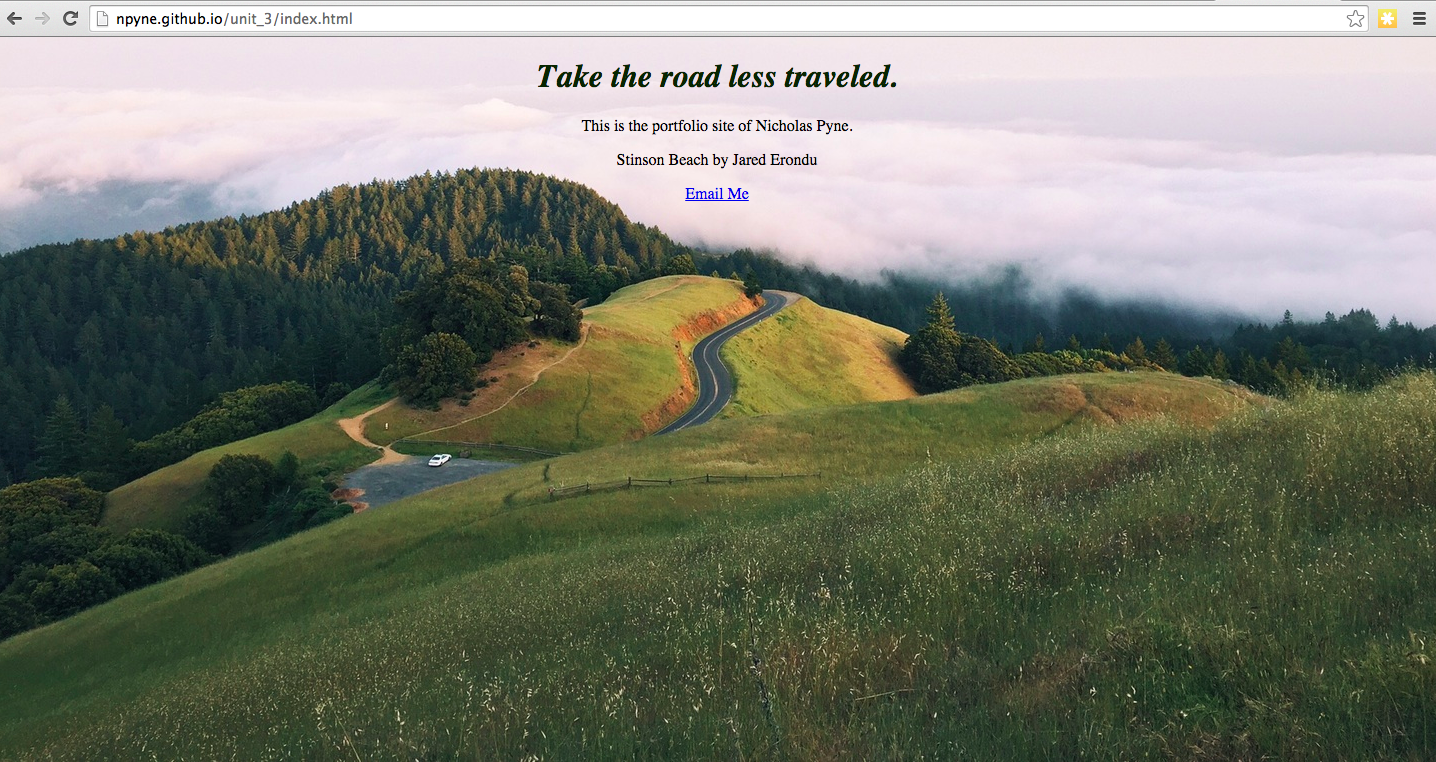 npyne.github.io/unit_3/index.html
Take the road less traveled.
This is the portfolio site of Nicholas Pyne.
Stinson Beach by Jared Erondu
Email Me